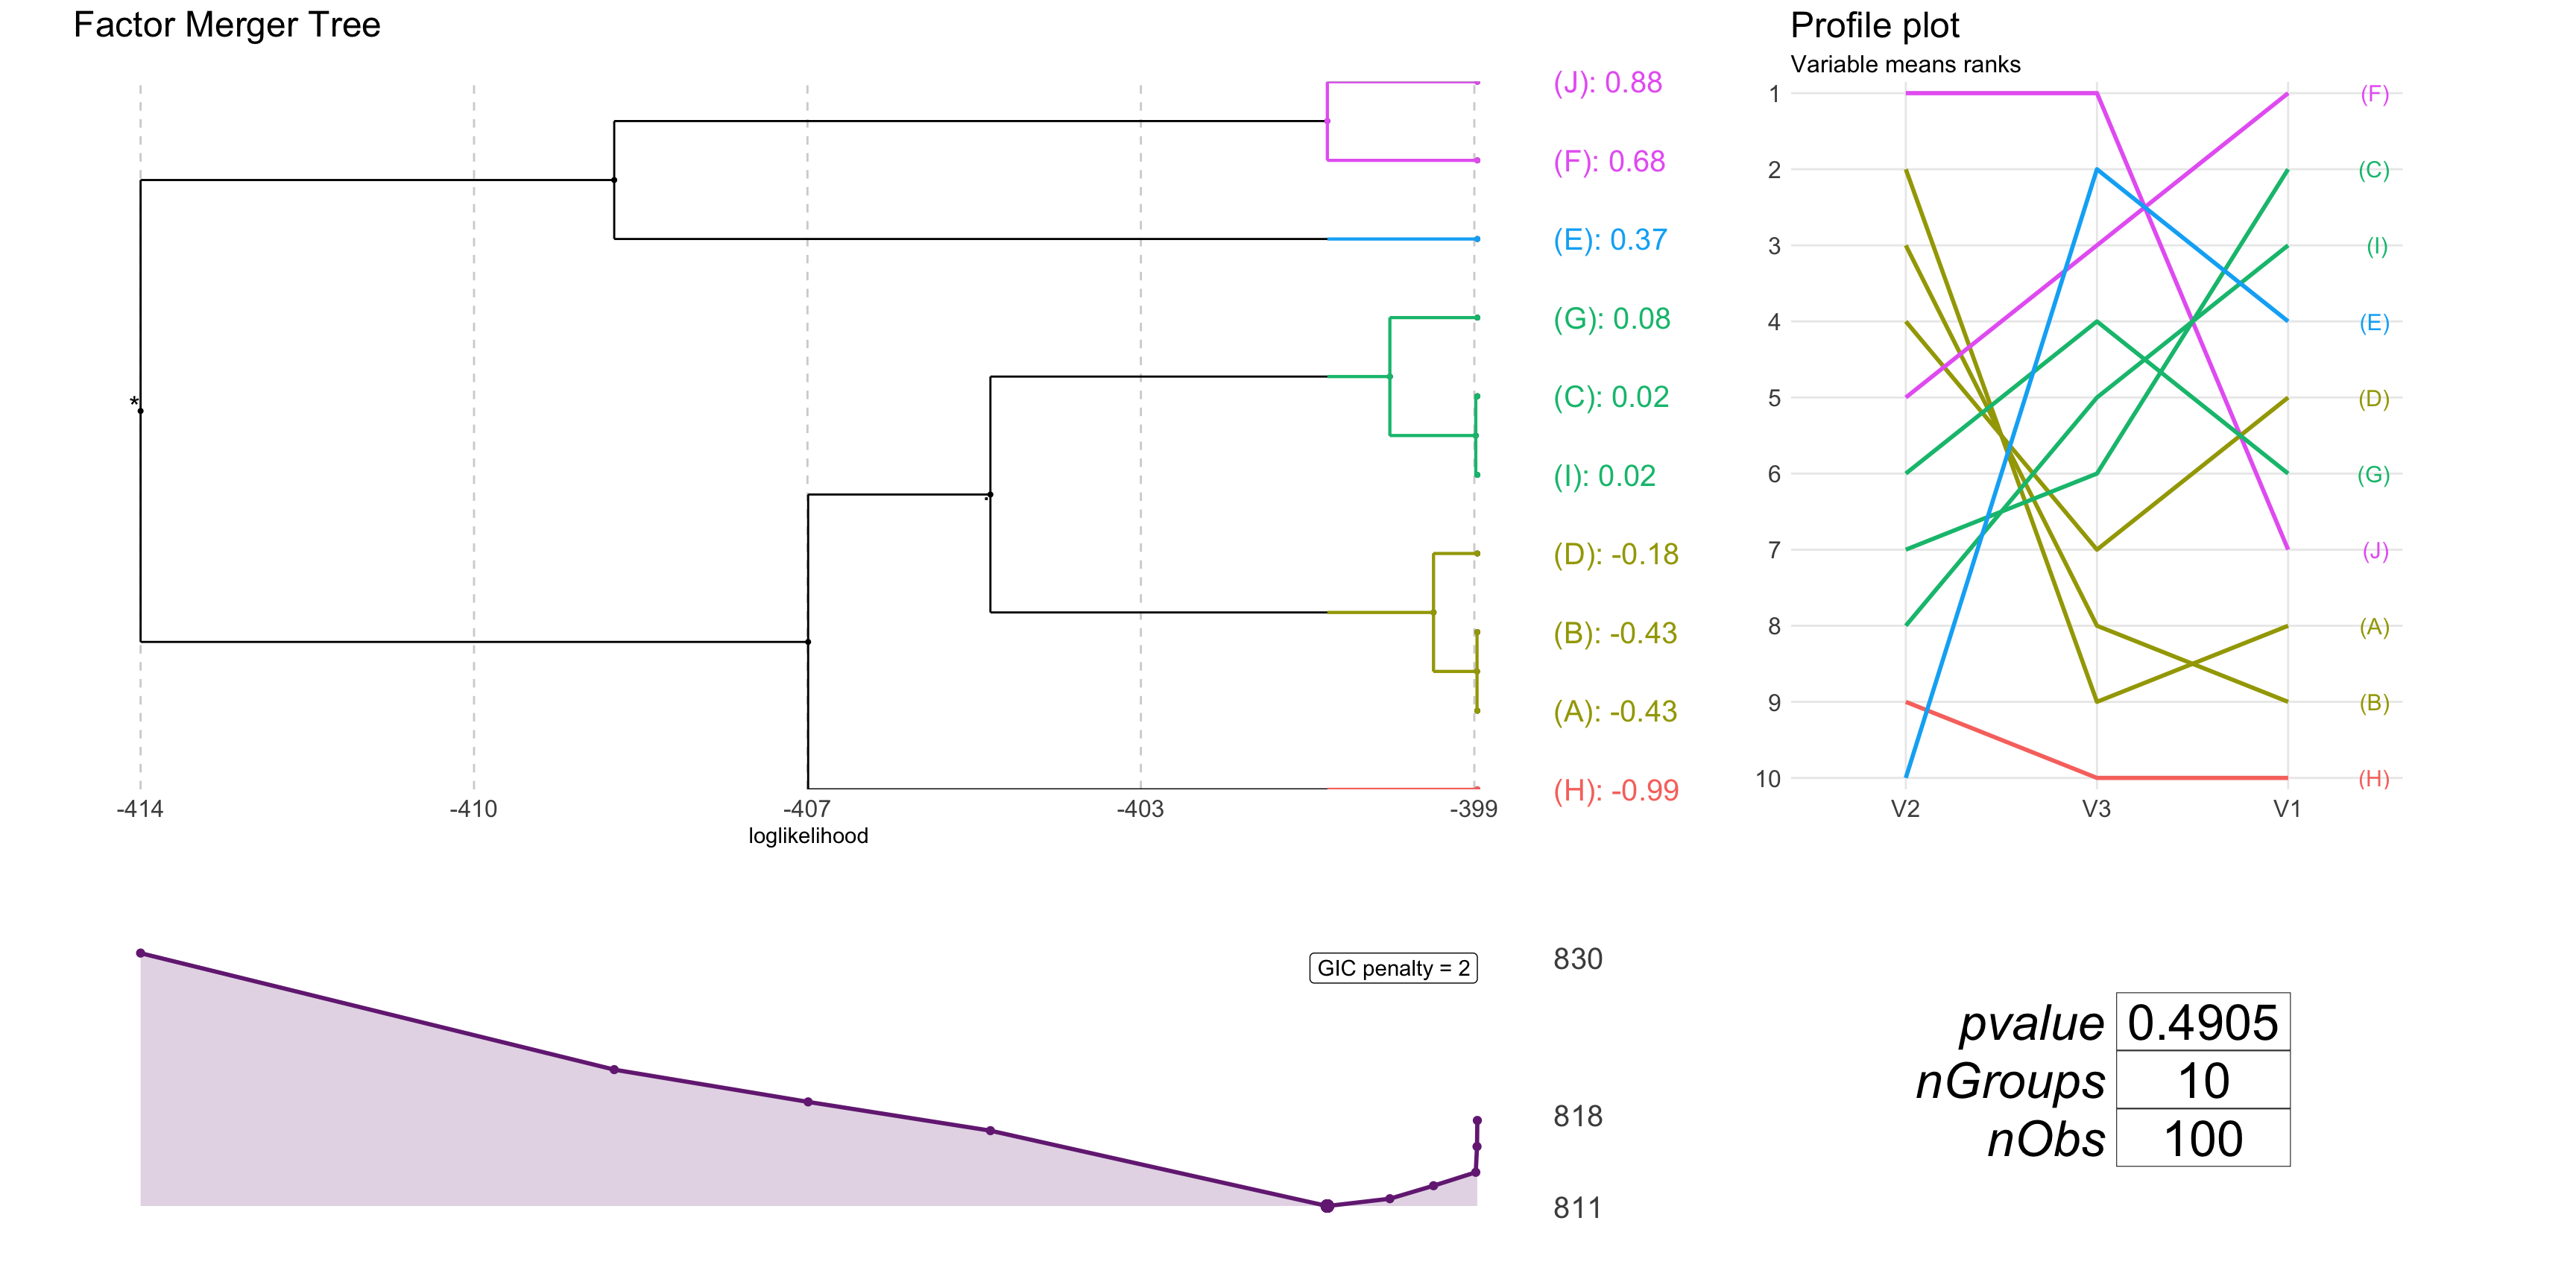 Factor Merger Tree
(J): 0.88
(F): 0.68
(E): 0.37
(G): 0.08
(C): 0.02
(I): 0.02
(D): -0.18
(B): -0.43
(A): -0.43
(H): -0.99
*
.
-414 -410 -407 -403 -399
loglikelihood
Profile plot
Variable means ranks
1 (F)
2 (C)
3 (I)
4 (E)
5 (D)
6 (G)
7 (J)
8 (A)
9 (B)
10 (H)
V2 V3 V1
GIC penalty = 2
830
818
811
pvalue 0.4905
nGroups 10
nObs 100